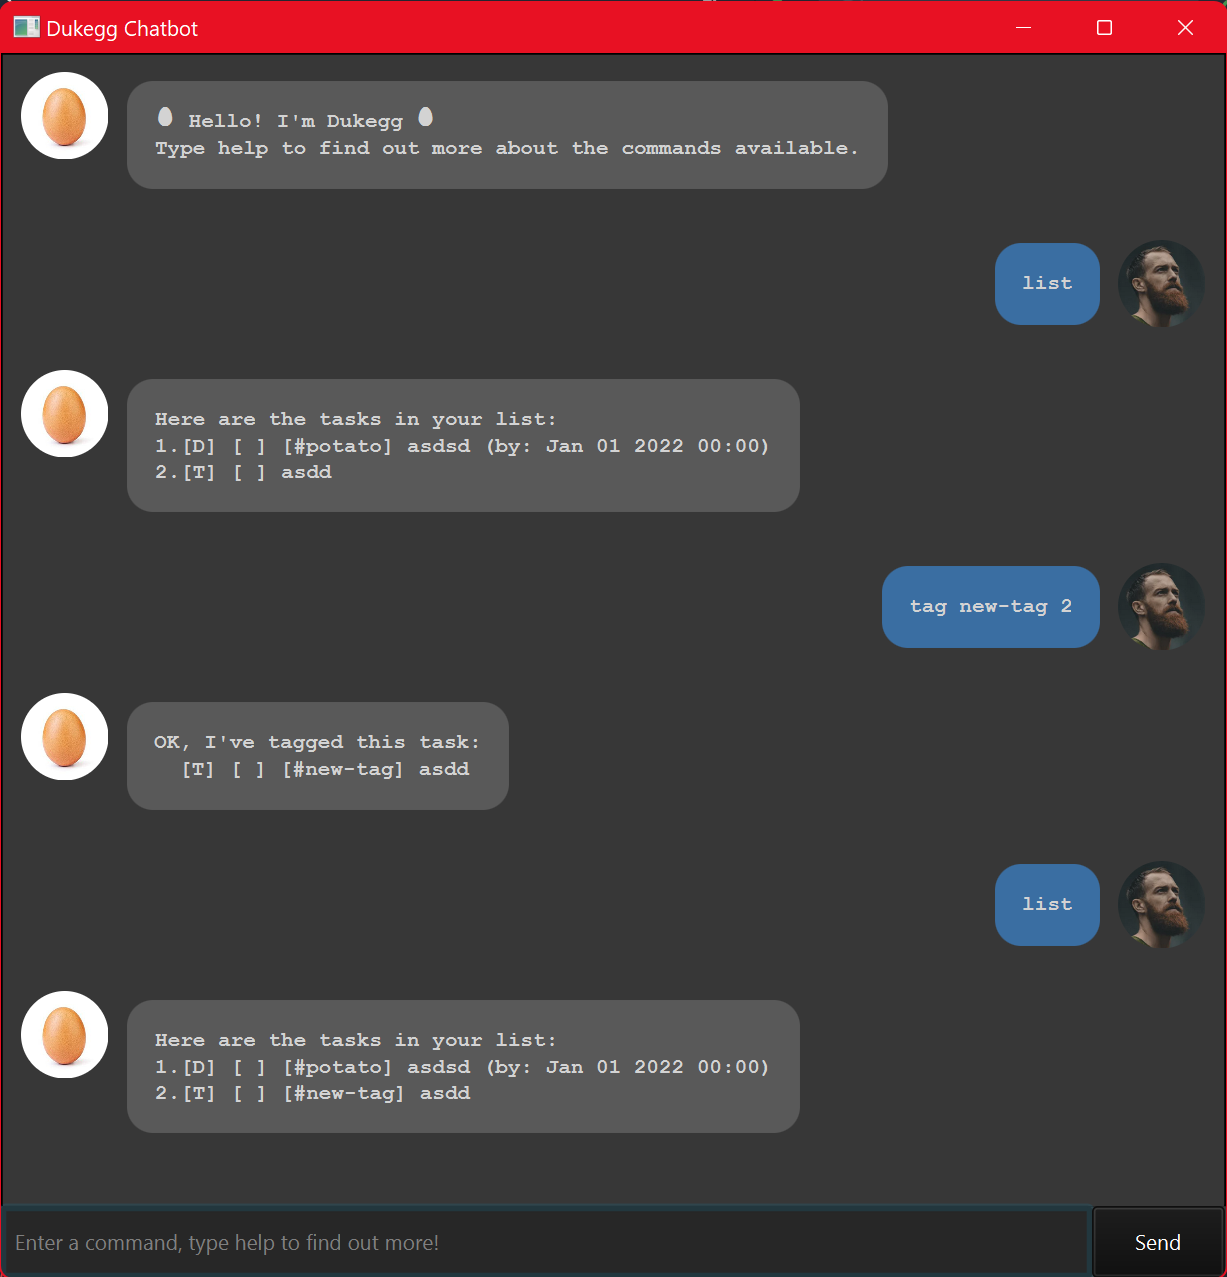 Dukegg Chatbot
Hello! I'm Dukegg
Type help to find out more about the commands available.
list
Here are the tasks in your list:
1.[D] [ ] [#potato] asdsd (by: Jan 01 2022 00:00)
2.[T] [ ] asdd
tag new-tag 2
OK, I've tagged this task:
  [T] [ ] [#new-tag] asdd
list
Here are the tasks in your list:
1.[D] [ ] [#potato] asdsd (by: Jan 01 2022 00:00)
2.[T] [ ] [#new-tag] asdd
Enter a command, type help to find out more!
Send